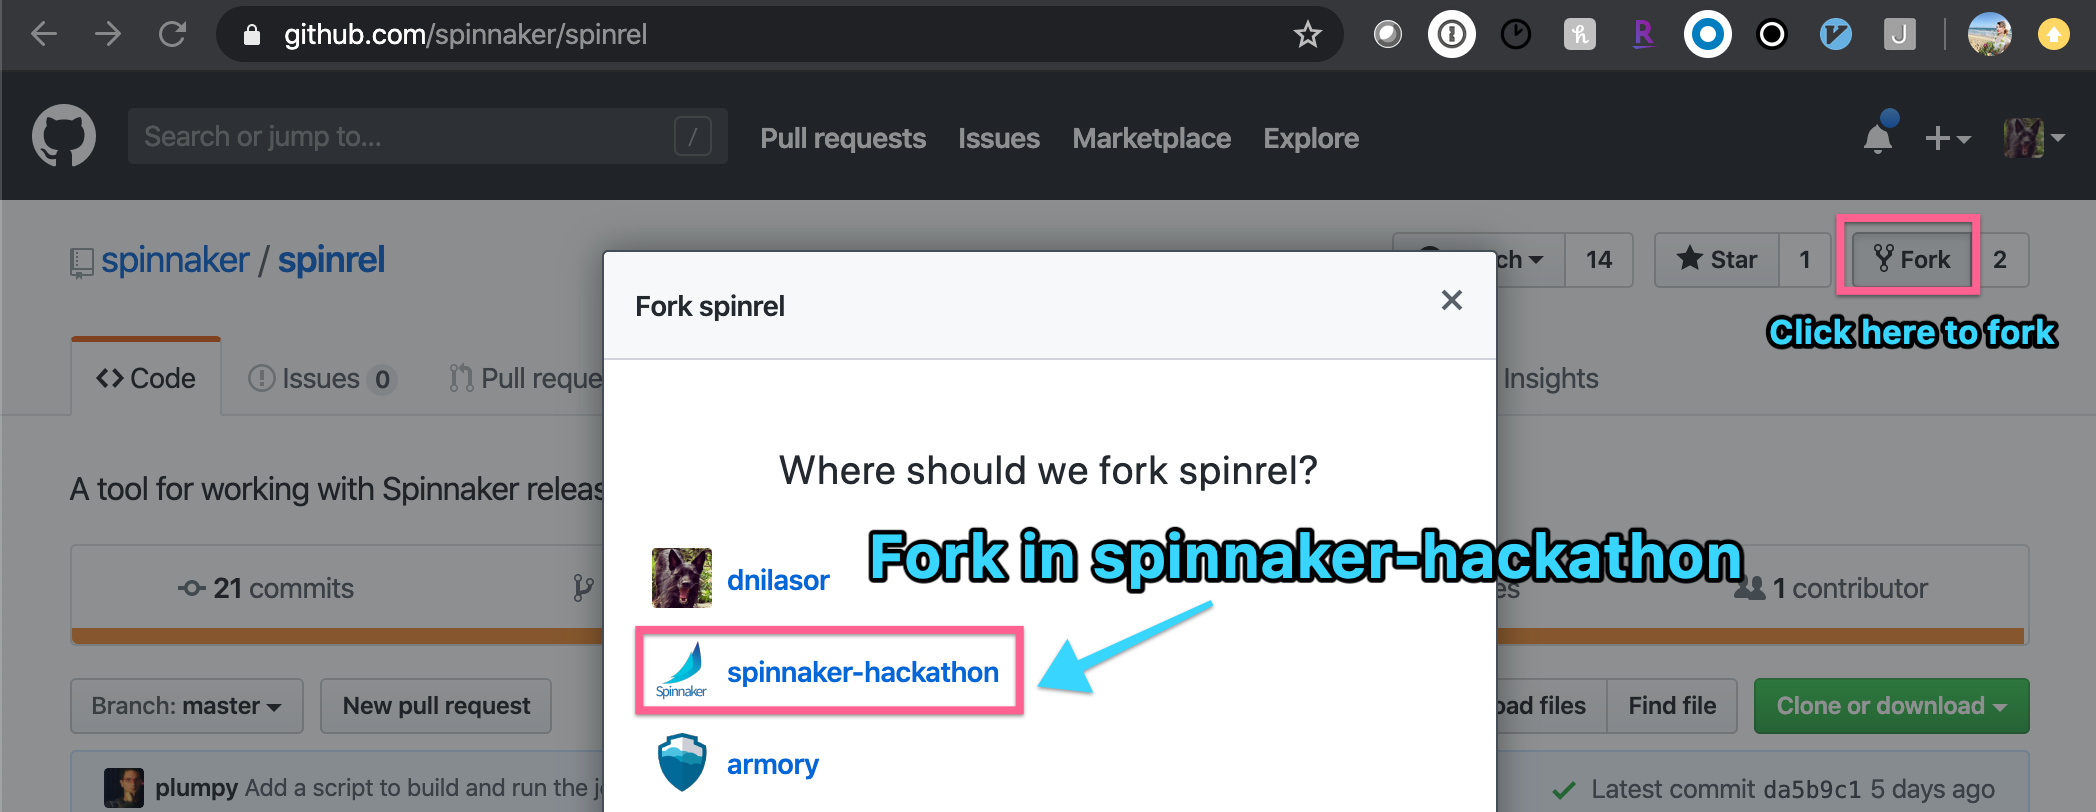 github.com/spinnaker/spinrel
Search or jump to... /
Pull requests Issues Marketplace Explore
spinnaker / spinrel
ch 14 Star 1 Fork 2
Click here to fork
Fork spinrel
Code Issues 0 Pull reque Insights
Where should we fork spinrel?
A tool for working with Spinnaker releas
Fork in spinnaker-hackathon
dnilasor
21 commits es 1 contributor
Spinnaker spinnaker-hackathon
Branch: master New pull request oad files Find file Clone or download
armory
plumpy Add a script to build and run the j Latest commit da5b9c1 5 days ago